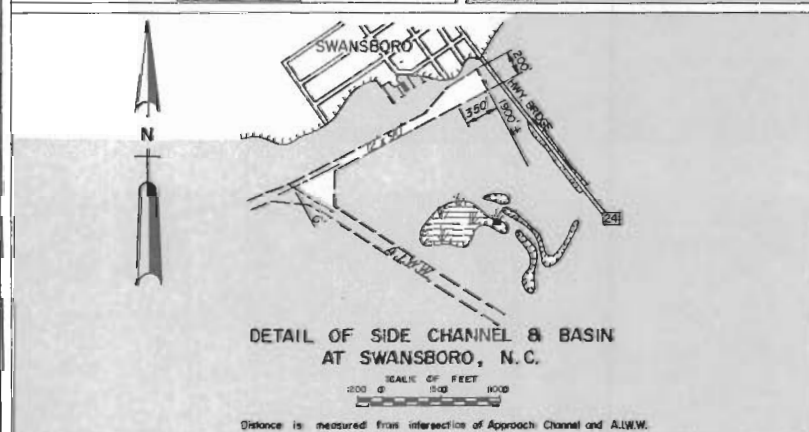 SWANSBORO
200'
HWY BRIDGE
350'
1900'±
N
24
A.I.W.W.
DETAIL OF SIDE CHANNEL & BASIN
AT SWANSBORO, N.C.
SCALE OF FEET
Distance is measured from intersection of Approach Channel and A.I.W.W.